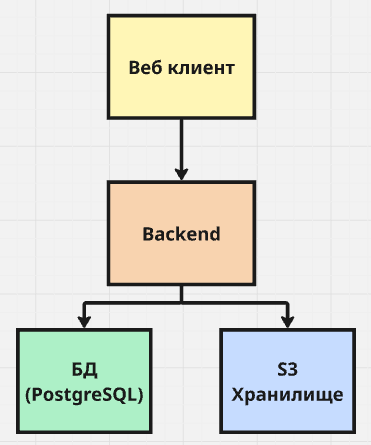 Веб клиент
Backend
БД
(PostgreSQL)
S3
Хранилище